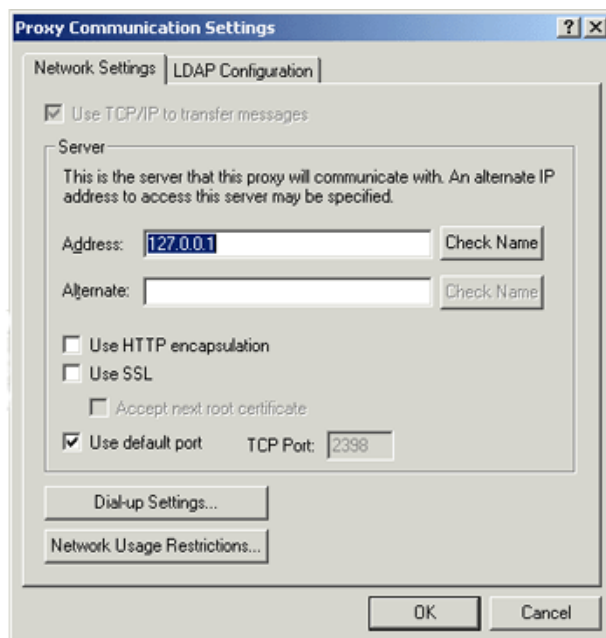 Proxy Communication Settings
Network Settings
LDAP Configuration
Use TCP/IP to transfer messages
Server
This is the server that this proxy will communicate with. An alternate IP
address to access this server may be specified.
Address: 127.0.0.1 Check Name
Alternate: Check Name
Use HTTP encapsulation
Use SSL
Accept next root certificate
Use default port TCP Port: 2398
Dial-up Settings...
Network Usage Restrictions...
OK Cancel